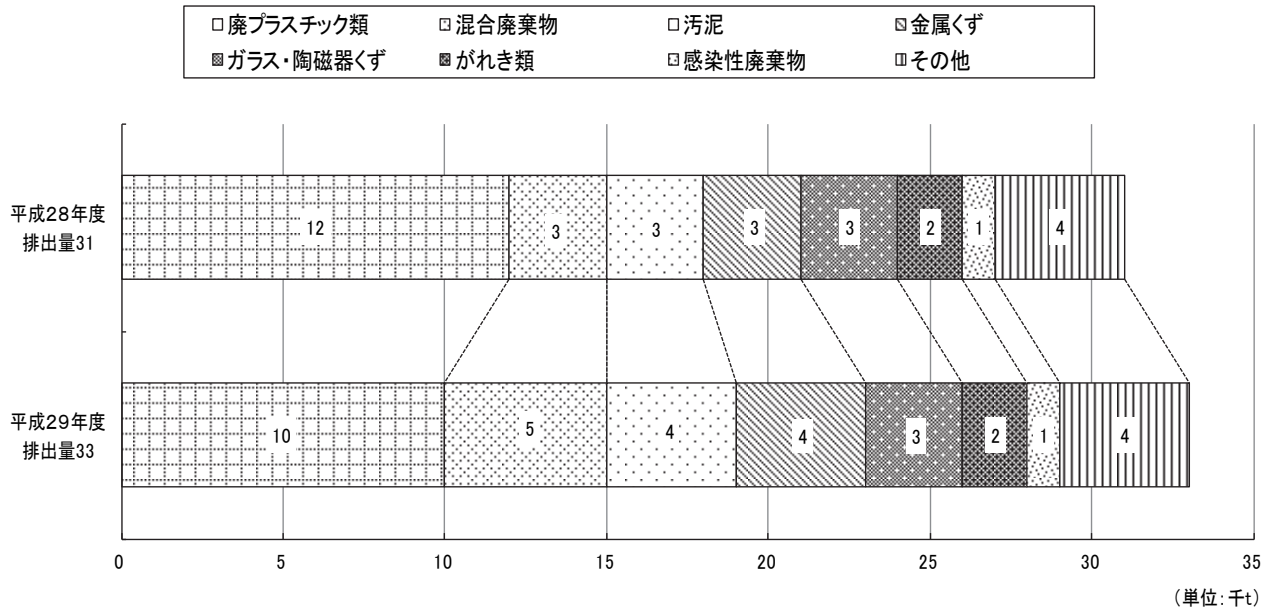 □廃プラスチック類 混合廃棄物 汚泥 金属くず
ガラス・陶磁器くず がれき類 感染性廃棄物 その他
平成28年度
排出量31
12 3 3 3 3 2 1 4
平成29年度
排出量33
10 5 4 4 3 2 1 4
0 5 10 15 20 25 30 35
(単位:千t)